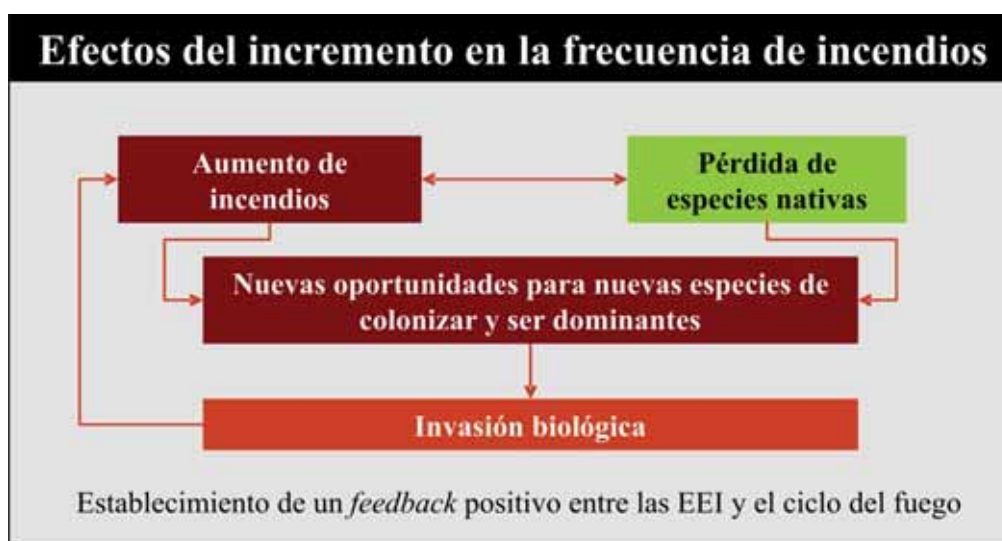 Efectos del incremento en la frecuencia de incendios
Aumento de
incendios
Pérdida de
especies nativas
Nuevas oportunidades para nuevas especies de
colonizar y ser dominantes
Invasión biológica
Establecimiento de un feedback positivo entre las EEI y el ciclo del fuego